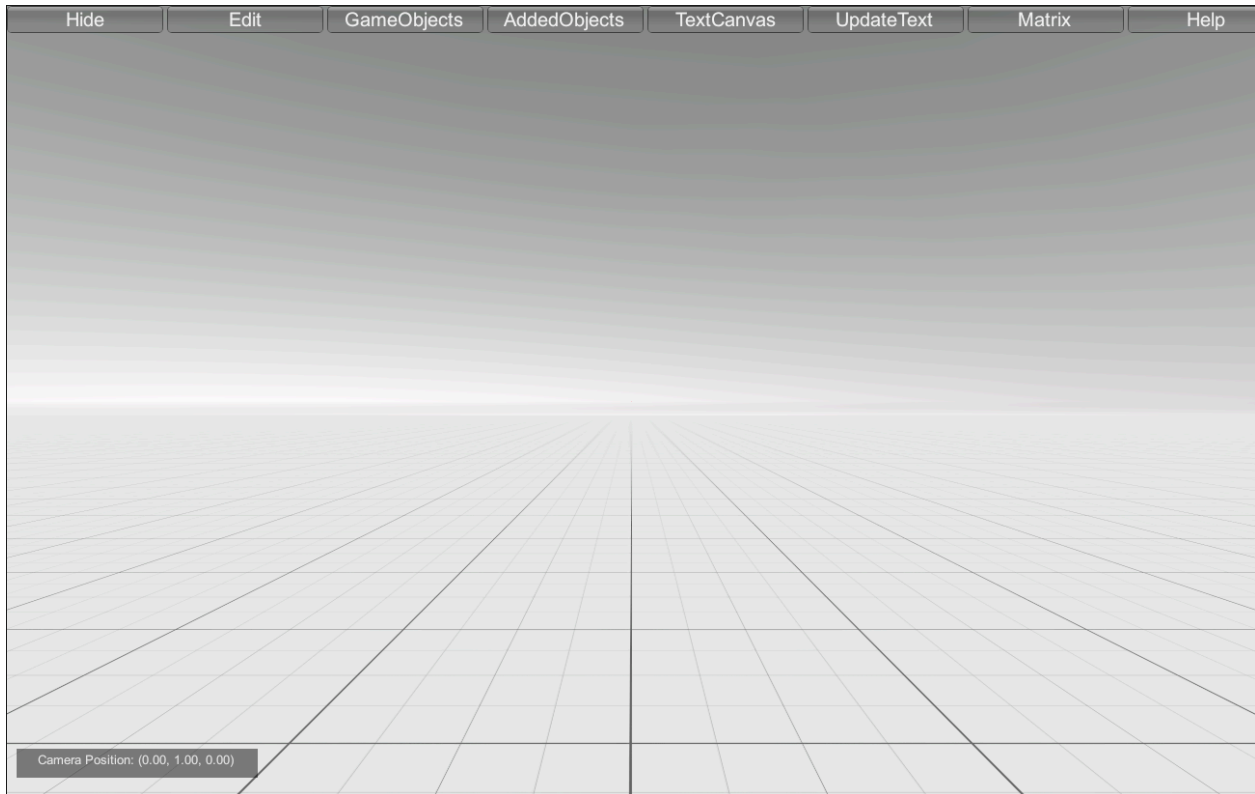 Hide Edit GameObjects AddedObjects TextCanvas UpdateText Matrix Help
Camera Position: (0.00, 1.00, 0.00)